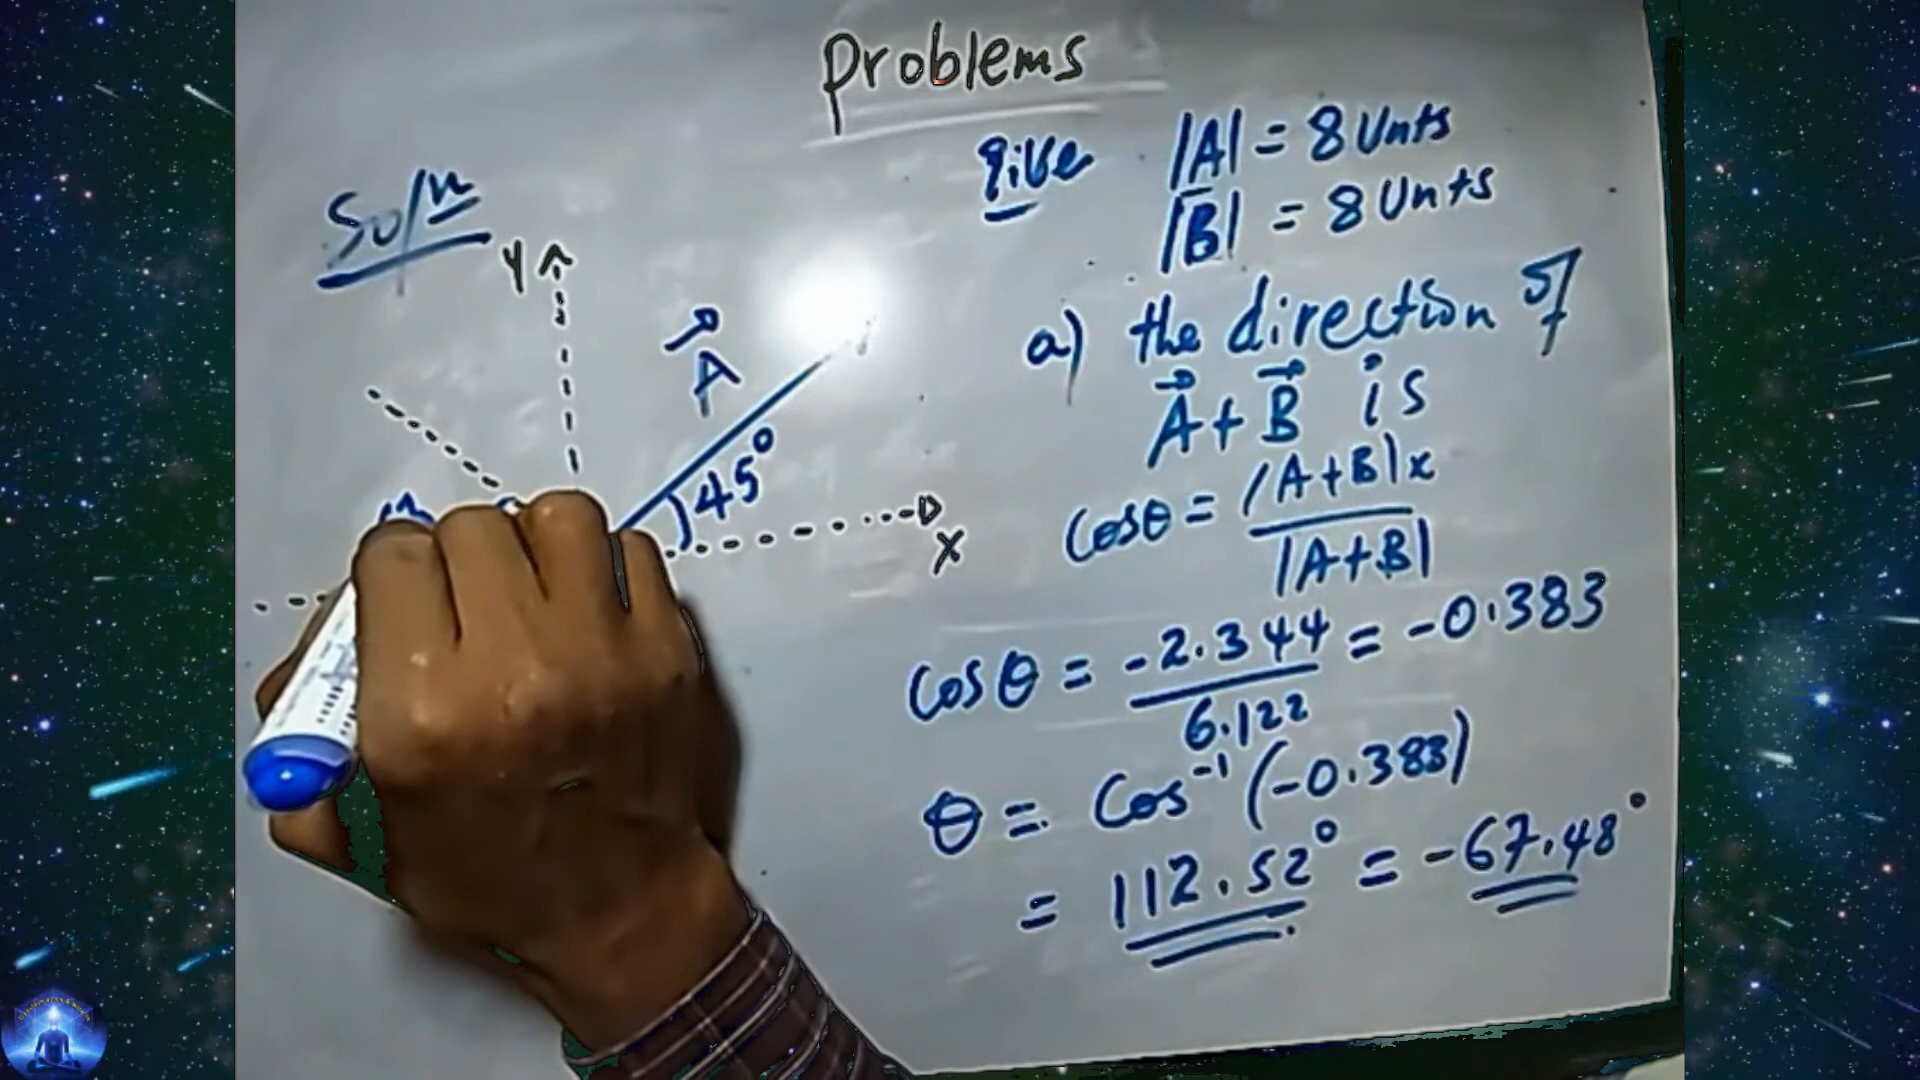 Problems
Soln
Given |A| = 8 Unts
|B| = 8 Unts
Y
A
45°
X
a) the direction of
A + B is
Cosθ = |A+B|x
|A+B|
Cosθ = -2.344 = -0.383
6.122
θ = Cos⁻¹ (-0.383)
= 112.52° = -67.48°